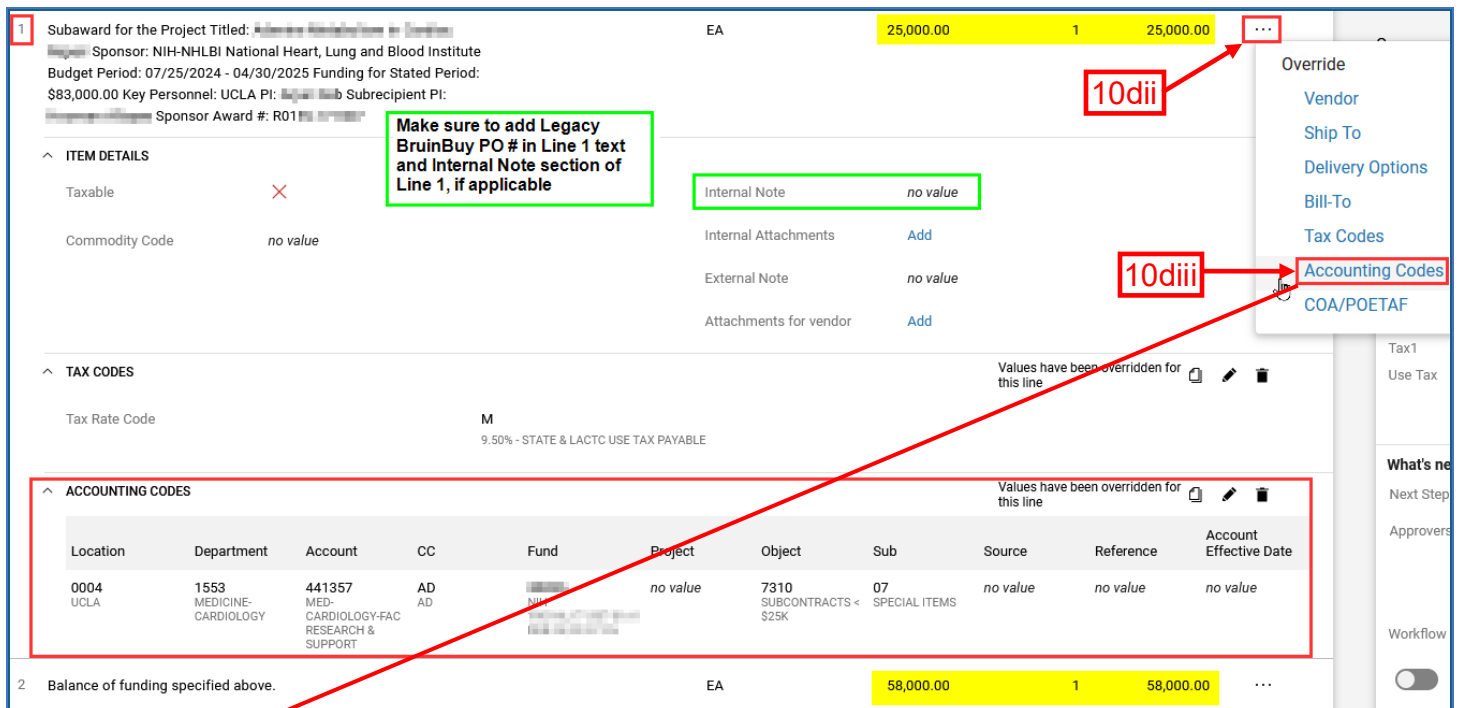 1 Subaward for the Project Titled: EA 25,000.00 1 25,000.00 ...
Sponsor: NIH-NHLBI National Heart, Lung and Blood Institute
Budget Period: 07/25/2024 - 04/30/2025 Funding for Stated Period:
$83,000.00 Key Personnel: UCLA PI: Subrecipient PI:
Sponsor Award #: R01
10dii
Override
Vendor
Ship To
Delivery Options
Bill-To
Tax Codes
Accounting Codes
COA/POETAF
10diii
Make sure to add Legacy
BruinBuy PO # in Line 1 text
and Internal Note section of
Line 1, if applicable
ITEM DETAILS
Taxable
Commodity Code no value
Internal Note no value
Internal Attachments Add
External Note no value
Attachments for vendor Add
Tax1
Use Tax
TAX CODES
Values have been overridden for
this line
Tax Rate Code M
9.50% - STATE & LACTC USE TAX PAYABLE
What's ne
Next Step
Approvers
Workflow
ACCOUNTING CODES
Values have been overridden for
this line
Location Department Account CC Fund Project Object Sub Source Reference Account
Effective Date
0004 1553 441357 AD no value 7310 07 no value no value no value
UCLA MEDICINE- MED- AD NIH SUBCONTRACTS < SPECIAL ITEMS
CARDIOLOGY CARDIOLOGY-FAC $25K
RESEARCH &
SUPPORT
2 Balance of funding specified above. EA 58,000.00 1 58,000.00 ...